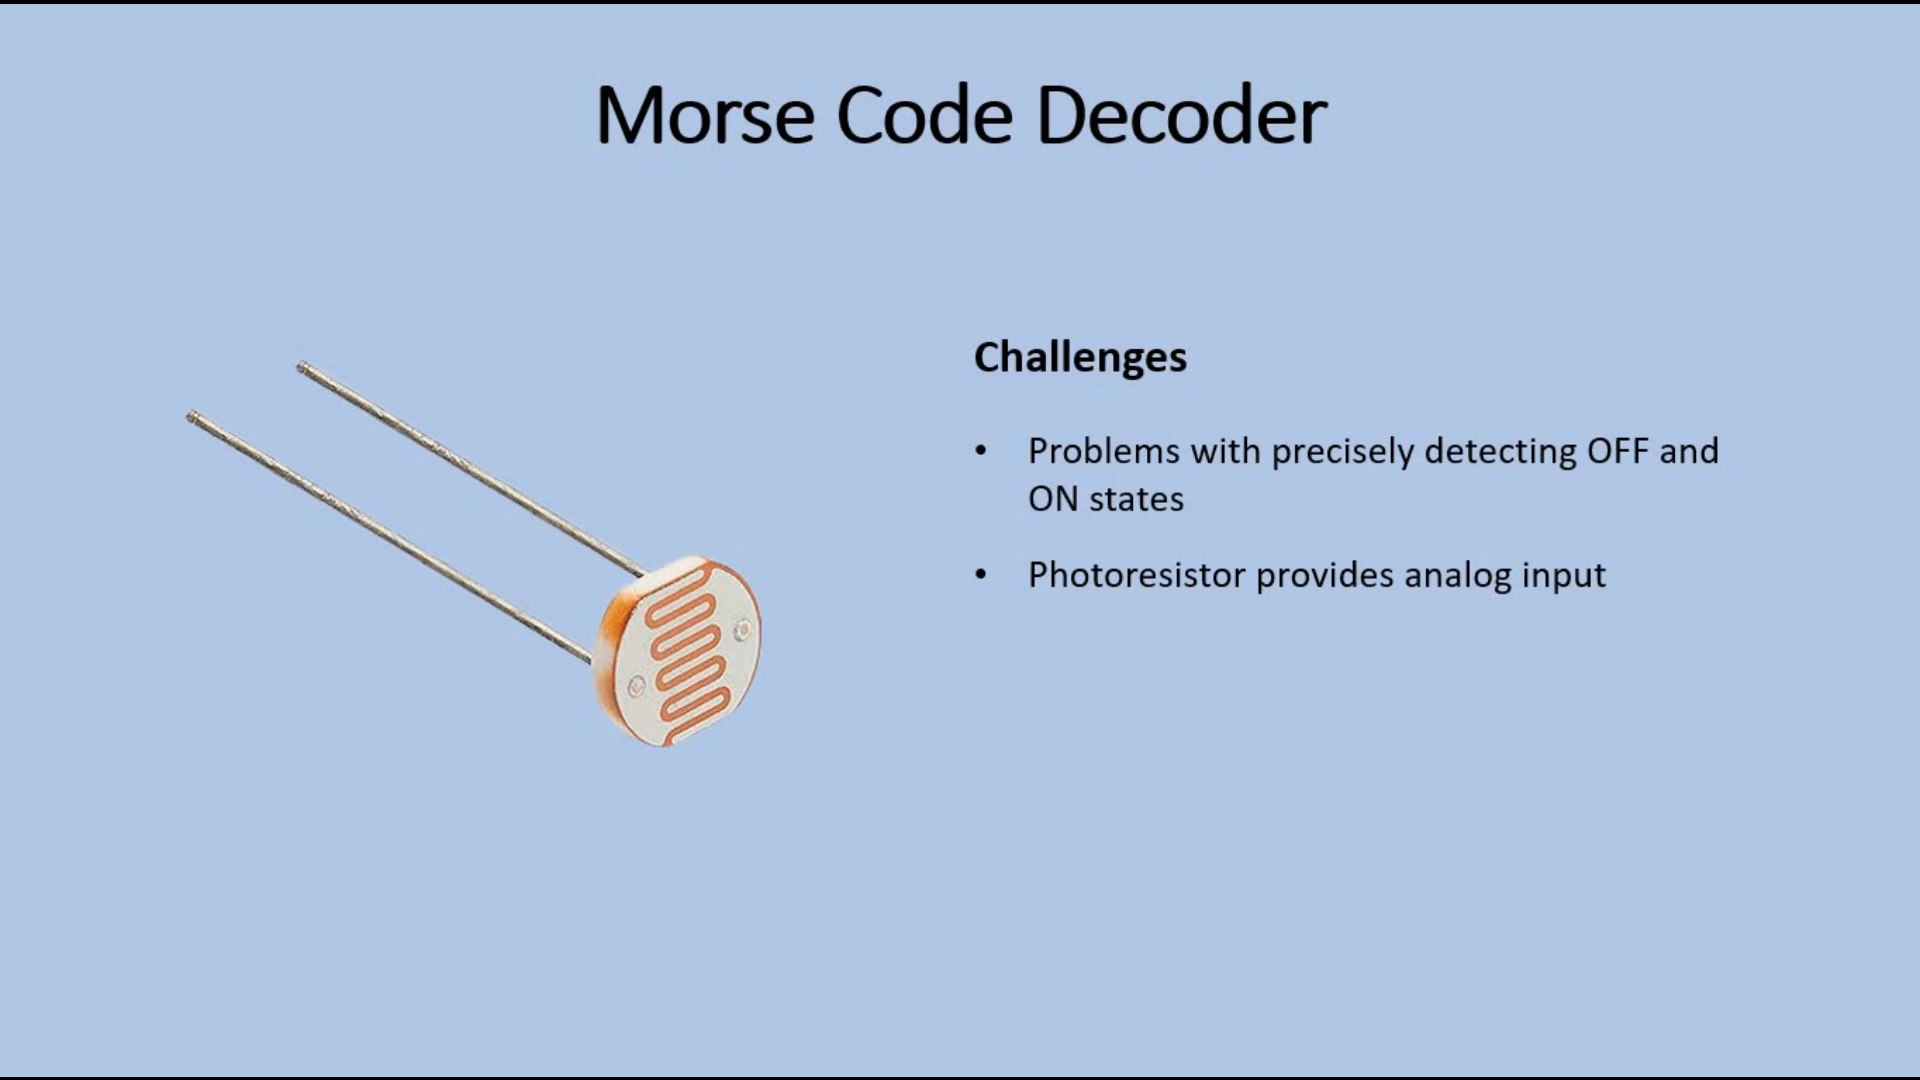 Morse Code Decoder
Challenges
• Problems with precisely detecting OFF and
ON states
• Photoresistor provides analog input